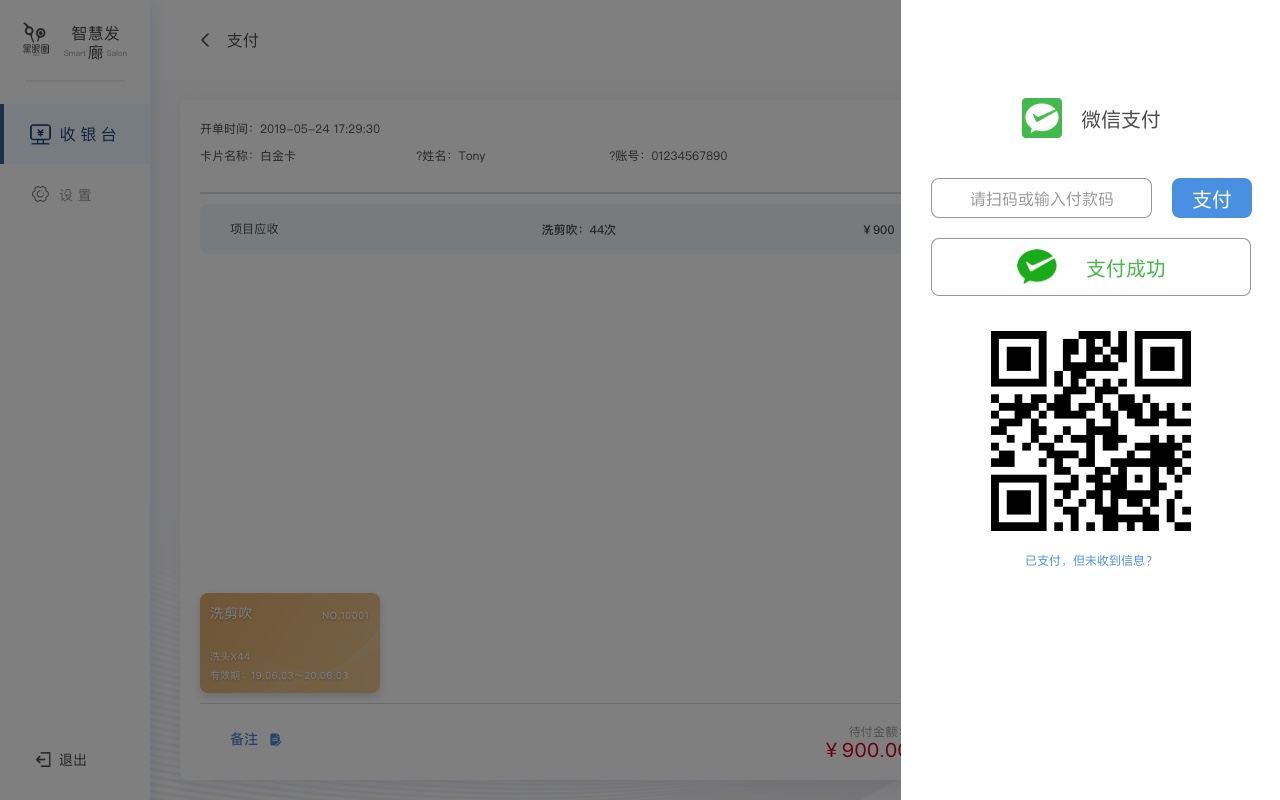 智慧发
廊
Smart Salon
收银台
设置
退出
支付
开单时间：2019-05-24 17:29:30
卡片名称：白金卡 ?姓名：Tony ?账号：01234567890
项目应收 洗剪吹：44次 ¥ 900
洗剪吹 NO.10001
洗头X44
有效期：19.06.03～20.06.03
备注
待付金额:
¥ 900.00
微信支付
请扫码或输入付款码 支付
支付成功
已支付，但未收到信息？